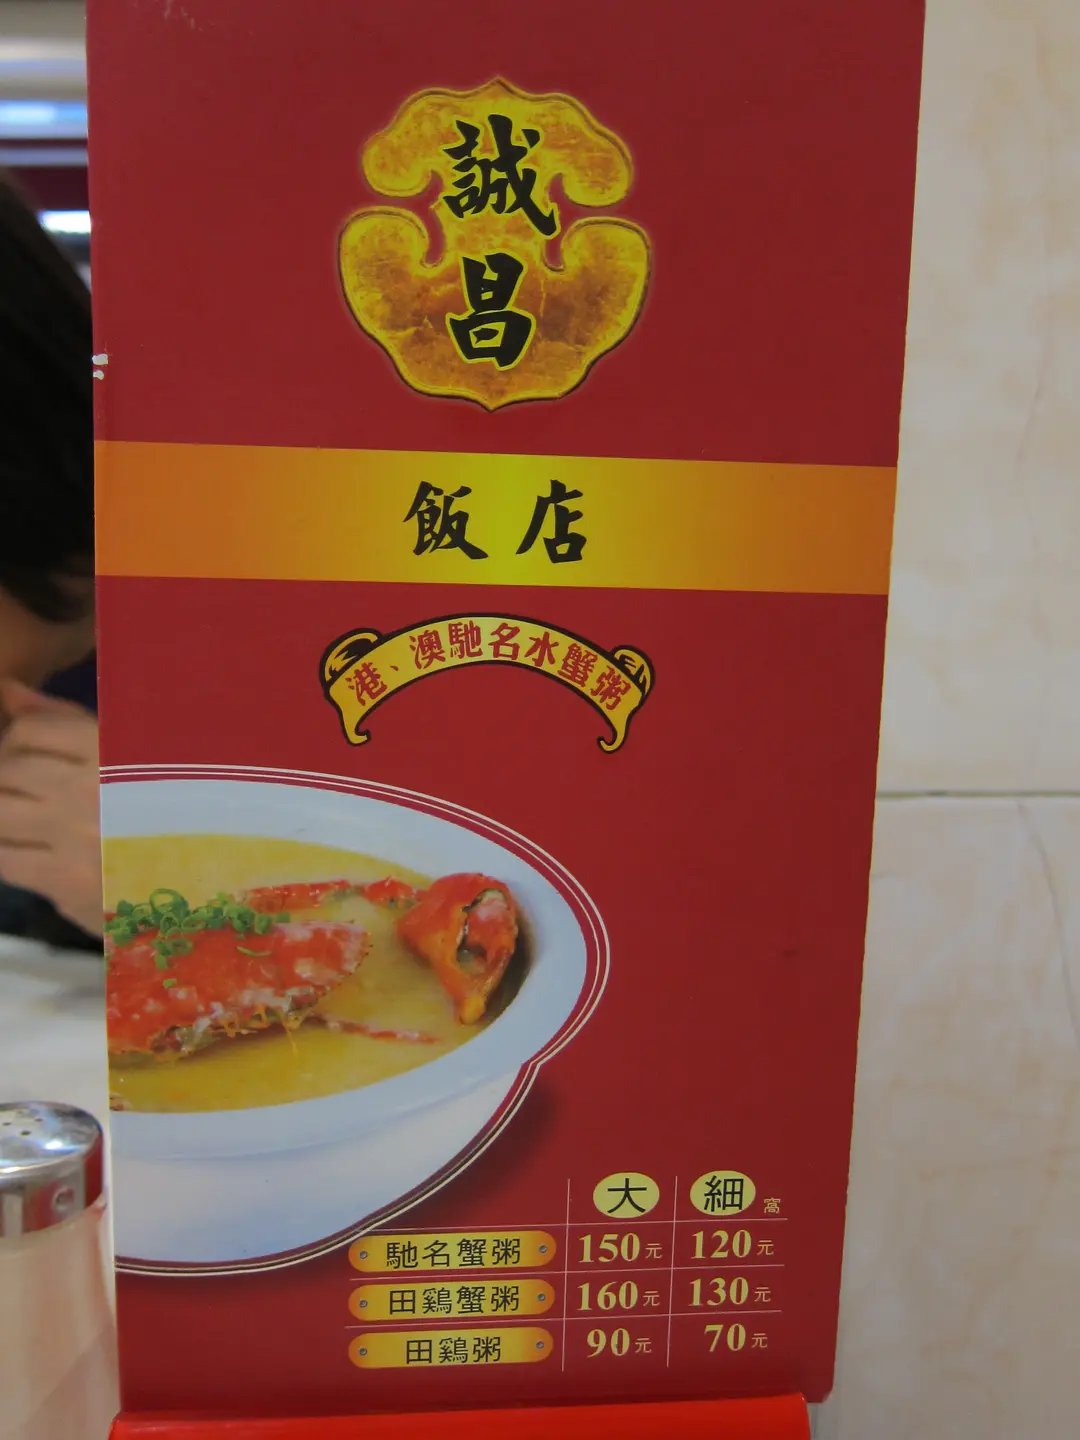 誠
昌
飯店
港、澳馳名水蟹粥
大 細 窩
馳名蟹粥 150元 120元
田鷄蟹粥 160元 130元
田鷄粥 90元 70元